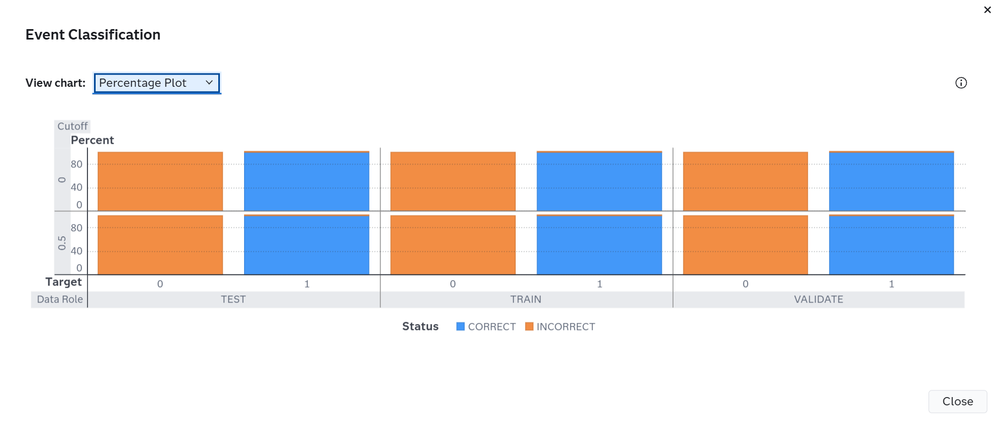 Event Classification
View chart: Percentage Plot
Cutoff
Percent
80
0
40
0
80
0.5
40
0
Target 0 1 0 1 0 1
Data Role TEST TRAIN VALIDATE
Status CORRECT INCORRECT
Close